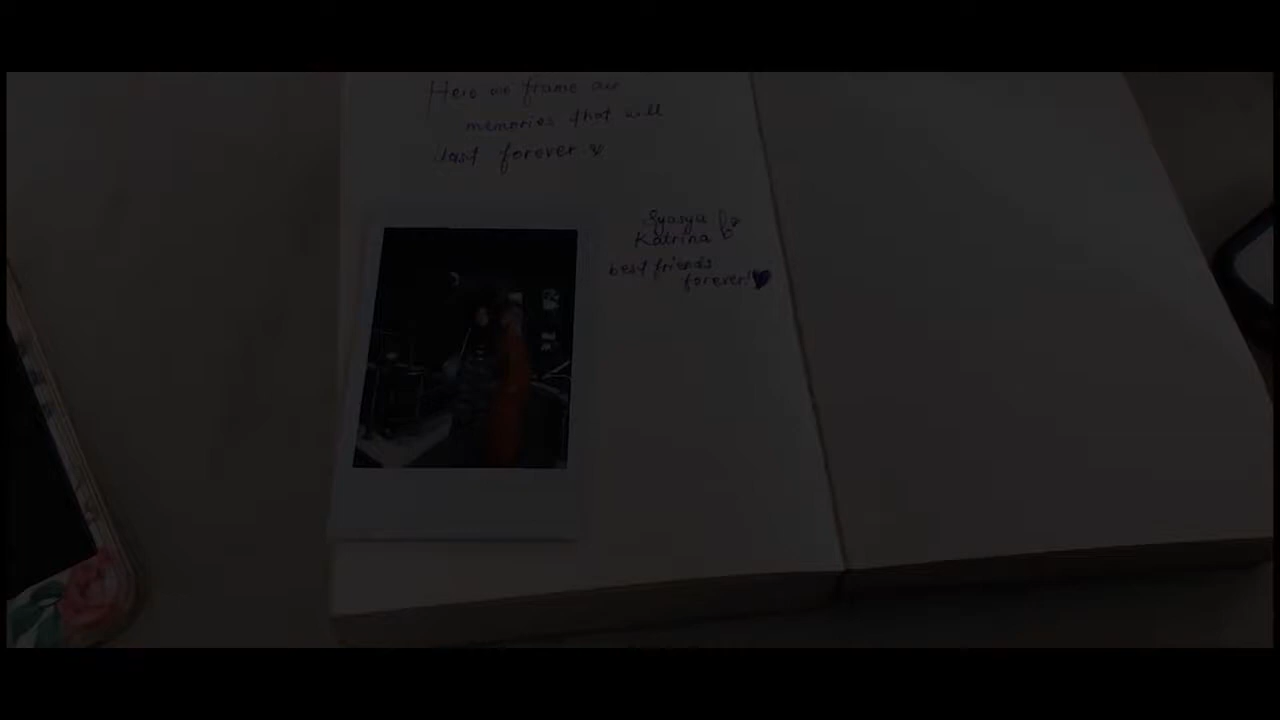 Here we frame our
memories that will
last forever.
Syasya &
Katrina
best friends
forever!